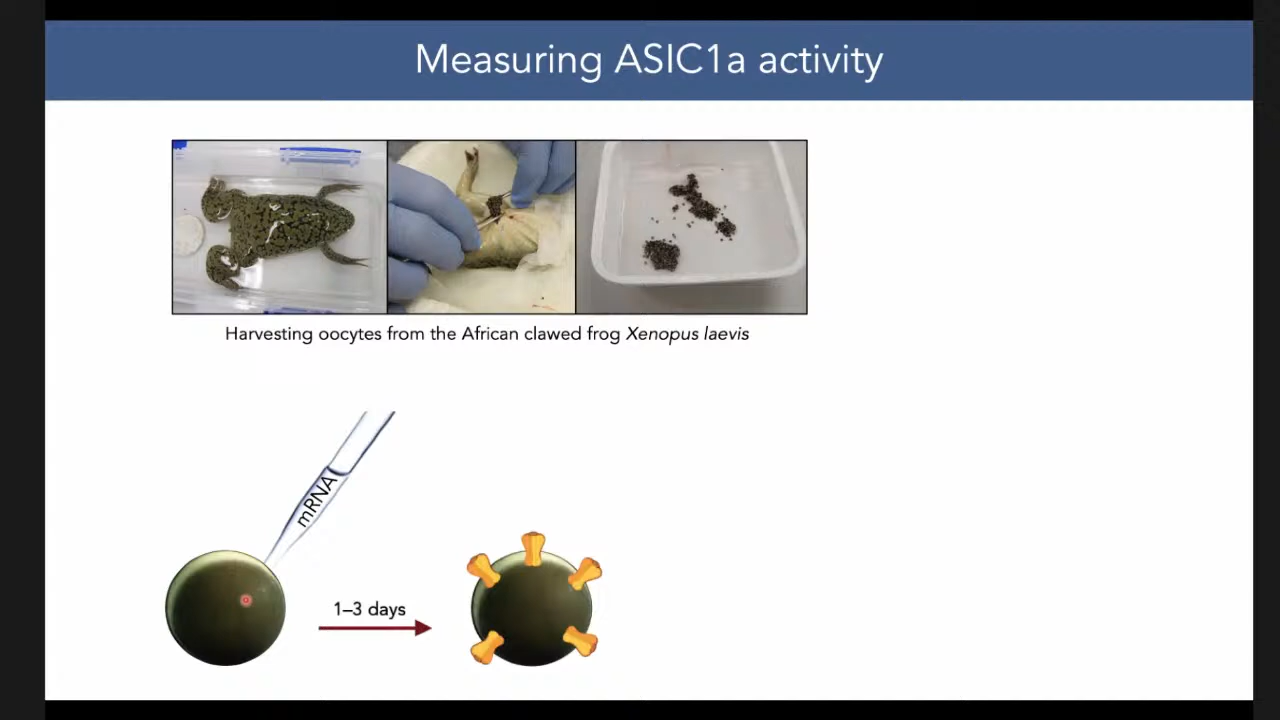 Measuring ASIC1a activity
Harvesting oocytes from the African clawed frog Xenopus laevis
mRNA
1–3 days